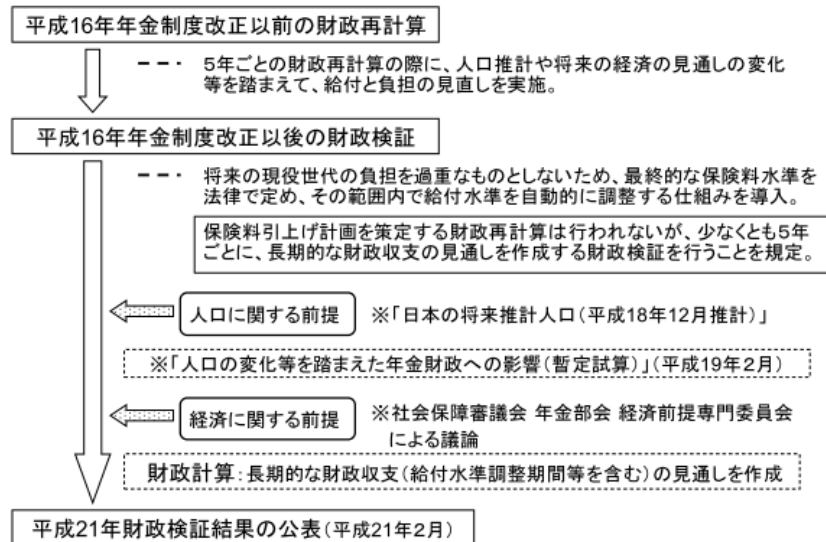 平成16年年金制度改正以前の財政再計算
５年ごとの財政再計算の際に、人口推計や将来の経済の見通しの変化
等を踏まえて、給付と負担の見直しを実施。
平成16年年金制度改正以後の財政検証
将来の現役世代の負担を過重なものとしないため、最終的な保険料水準を
法律で定め、その範囲内で給付水準を自動的に調整する仕組みを導入。
保険料引上げ計画を策定する財政再計算は行われないが、少なくとも５年
ごとに、長期的な財政収支の見通しを作成する財政検証を行うことを規定。
人口に関する前提 ※「日本の将来推計人口（平成18年12月推計）」
※「人口の変化等を踏まえた年金財政への影響（暫定試算）」（平成19年２月）
経済に関する前提 ※社会保障審議会 年金部会 経済前提専門委員会
による議論
財政計算：長期的な財政収支（給付水準調整期間等を含む）の見通しを作成
平成21年財政検証結果の公表（平成21年２月）